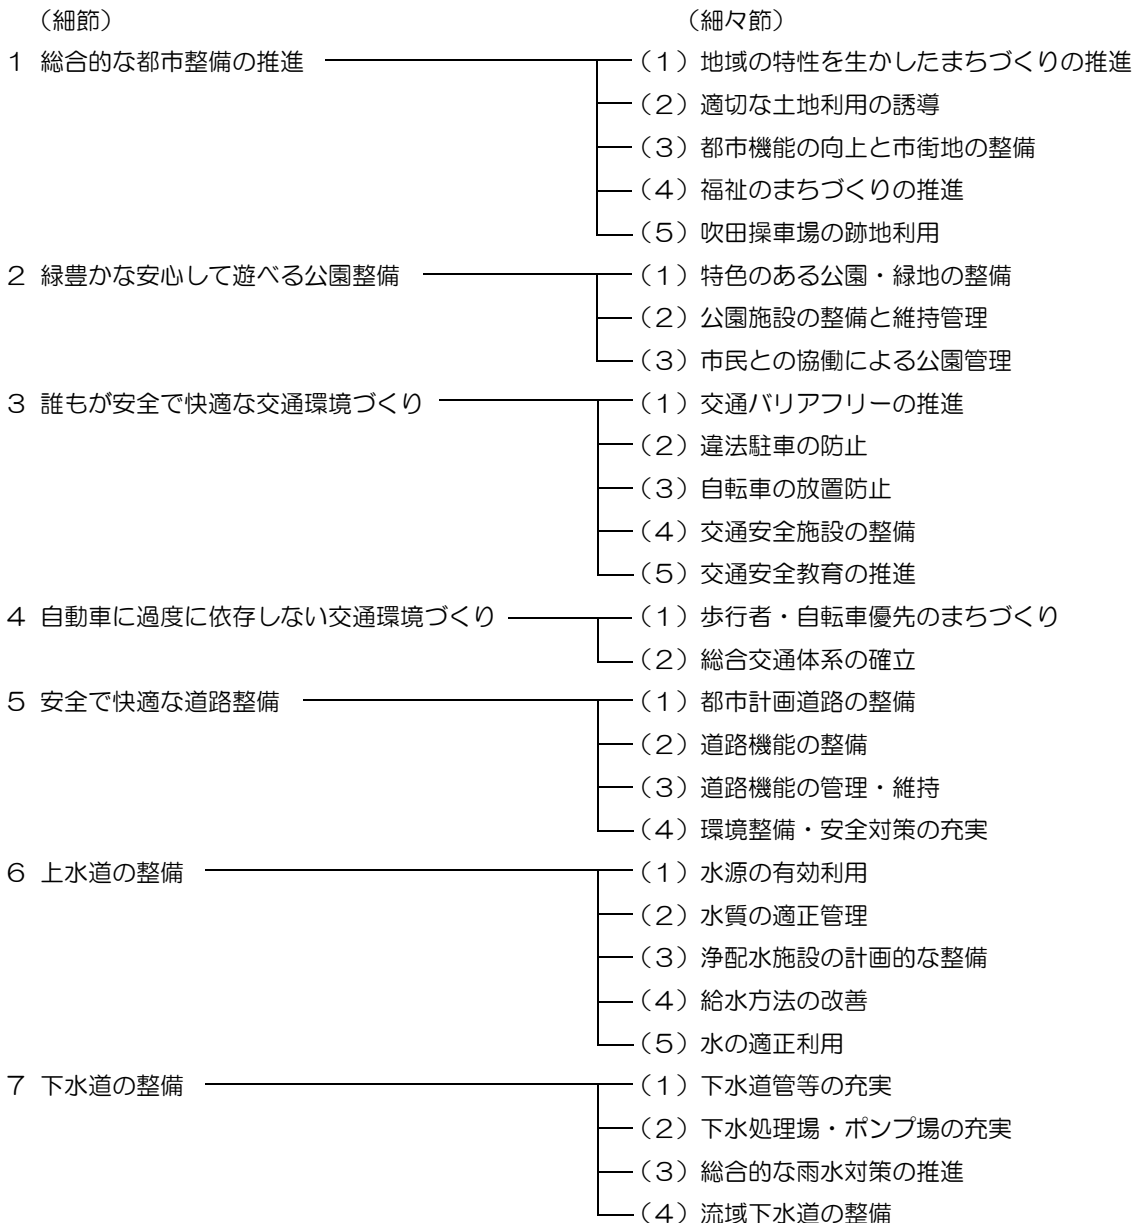 （細節）　（細々節）
１ 総合的な都市整備の推進　（１）地域の特性を生かしたまちづくりの推進
（２）適切な土地利用の誘導
（３）都市機能の向上と市街地の整備
（４）福祉のまちづくりの推進
（５）吹田操車場の跡地利用
２ 緑豊かな安心して遊べる公園整備　（１）特色のある公園・緑地の整備
（２）公園施設の整備と維持管理
（３）市民との協働による公園管理
３ 誰もが安全で快適な交通環境づくり　（１）交通バリアフリーの推進
（２）違法駐車の防止
（３）自転車の放置防止
（４）交通安全施設の整備
（５）交通安全教育の推進
４ 自動車に過度に依存しない交通環境づくり　（１）歩行者・自転車優先のまちづくり
（２）総合交通体系の確立
５ 安全で快適な道路整備　（１）都市計画道路の整備
（２）道路機能の整備
（３）道路機能の管理・維持
（４）環境整備・安全対策の充実
６ 上水道の整備　（１）水源の有効利用
（２）水質の適正管理
（３）浄配水施設の計画的な整備
（４）給水方法の改善
（５）水の適正利用
７ 下水道の整備　（１）下水道管等の充実
（２）下水処理場・ポンプ場の充実
（３）総合的な雨水対策の推進
（４）流域下水道の整備